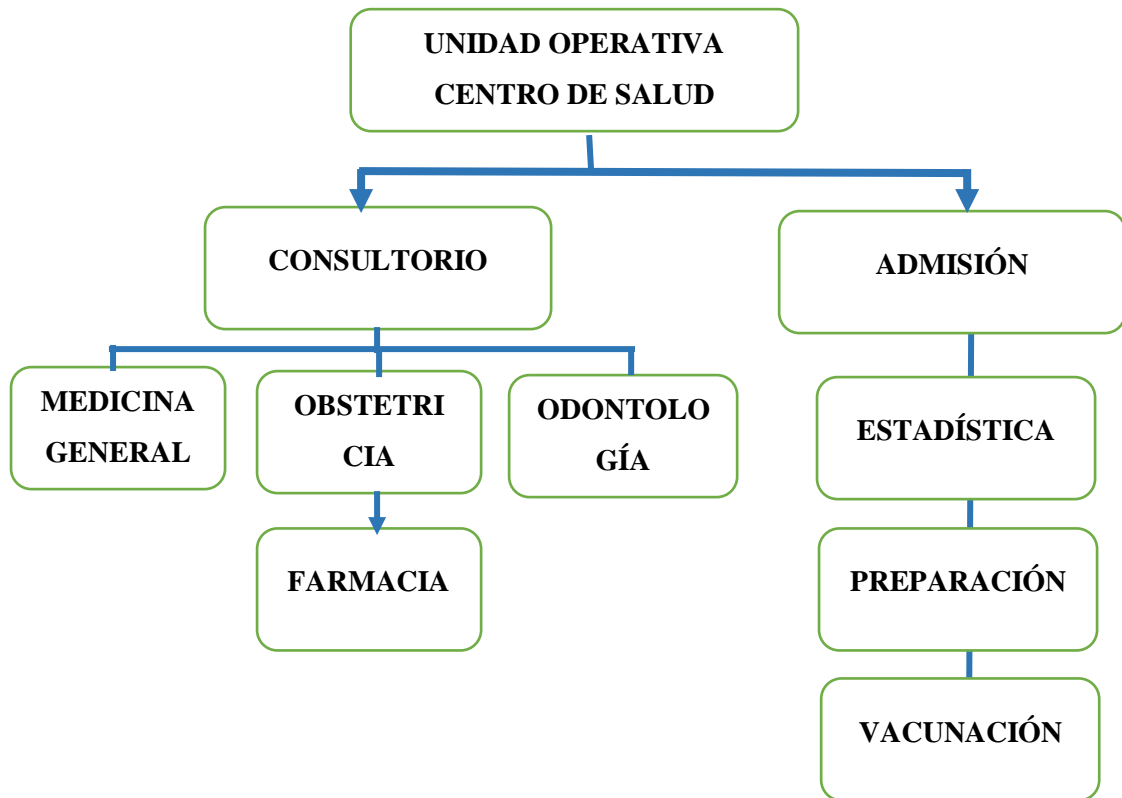 UNIDAD OPERATIVA
CENTRO DE SALUD
CONSULTORIO
ADMISIÓN
MEDICINA
GENERAL
OBSTETRI
CIA
ODONTOLO
GÍA
ESTADÍSTICA
FARMACIA
PREPARACIÓN
VACUNACIÓN